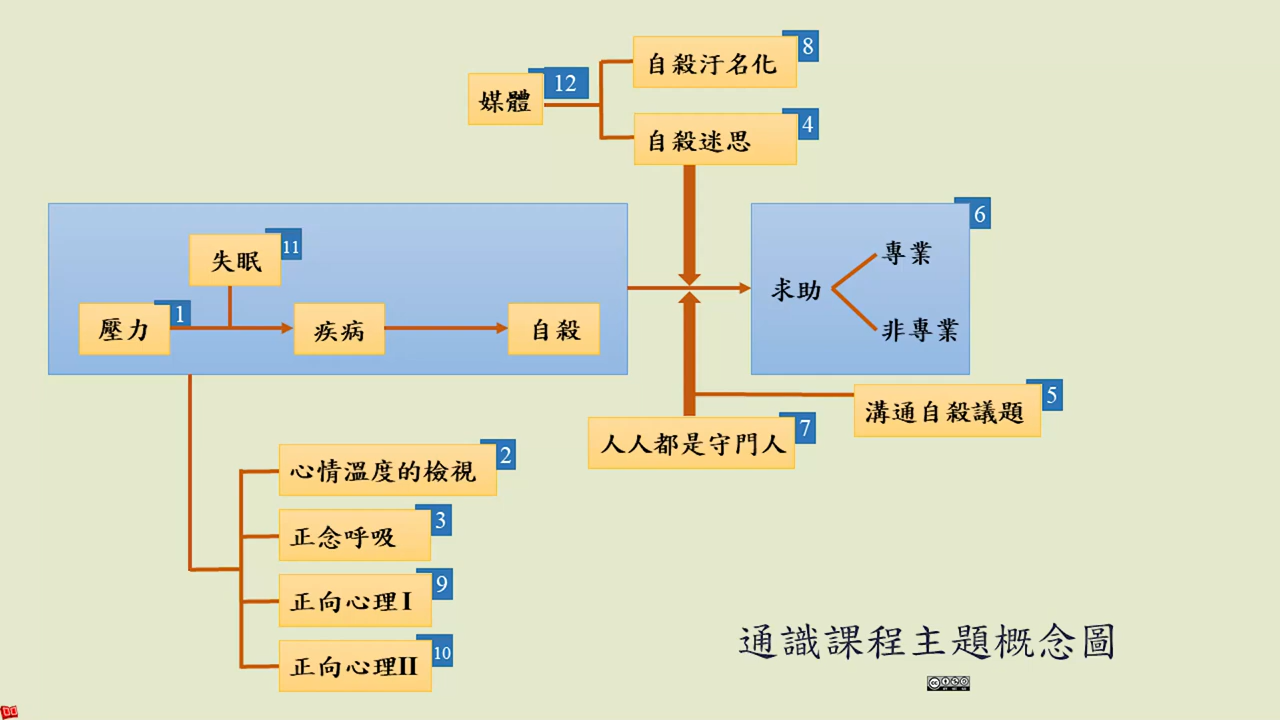 自殺汙名化
8
媒體
12
自殺迷思
4
失眠
11
壓力
1
疾病
自殺
求助
專業
非專業
6
溝通自殺議題
5
人人都是守門人
7
心情溫度的檢視
2
正念呼吸
3
正向心理I
9
正向心理II
10
通識課程主題概念圖